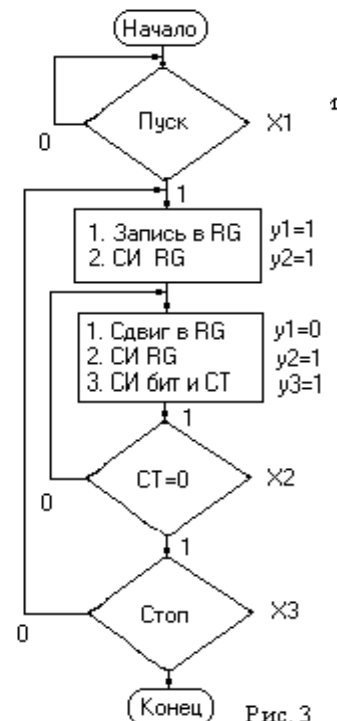 Начало
Пуск
X1
0
1
1. Запись в RG
y1=1
2. СИ RG
y2=1
1. Сдвиг в RG
y1=0
2. СИ RG
y2=1
3. СИ бит и СТ
y3=1
1
СТ=0
X2
0
1
Стоп
X3
0
Конец
Рис. 3